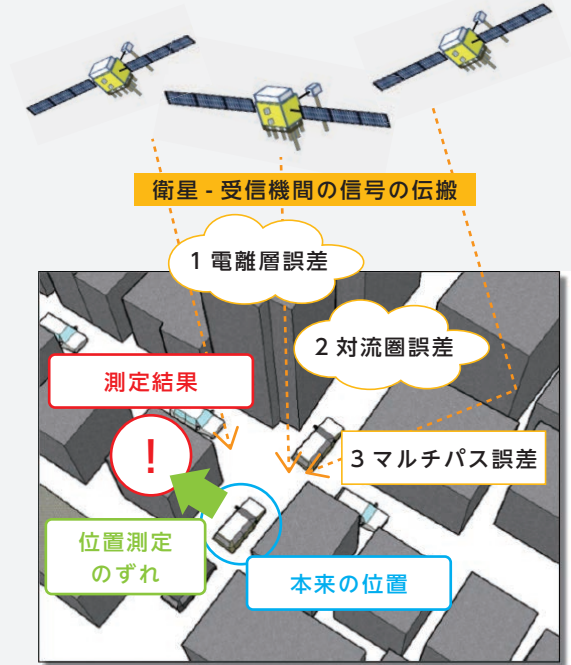 衛星 - 受信機間の信号の伝搬
1 電離層誤差
2 対流圏誤差
測定結果
!
3 マルチパス誤差
位置測定
のずれ
本来の位置